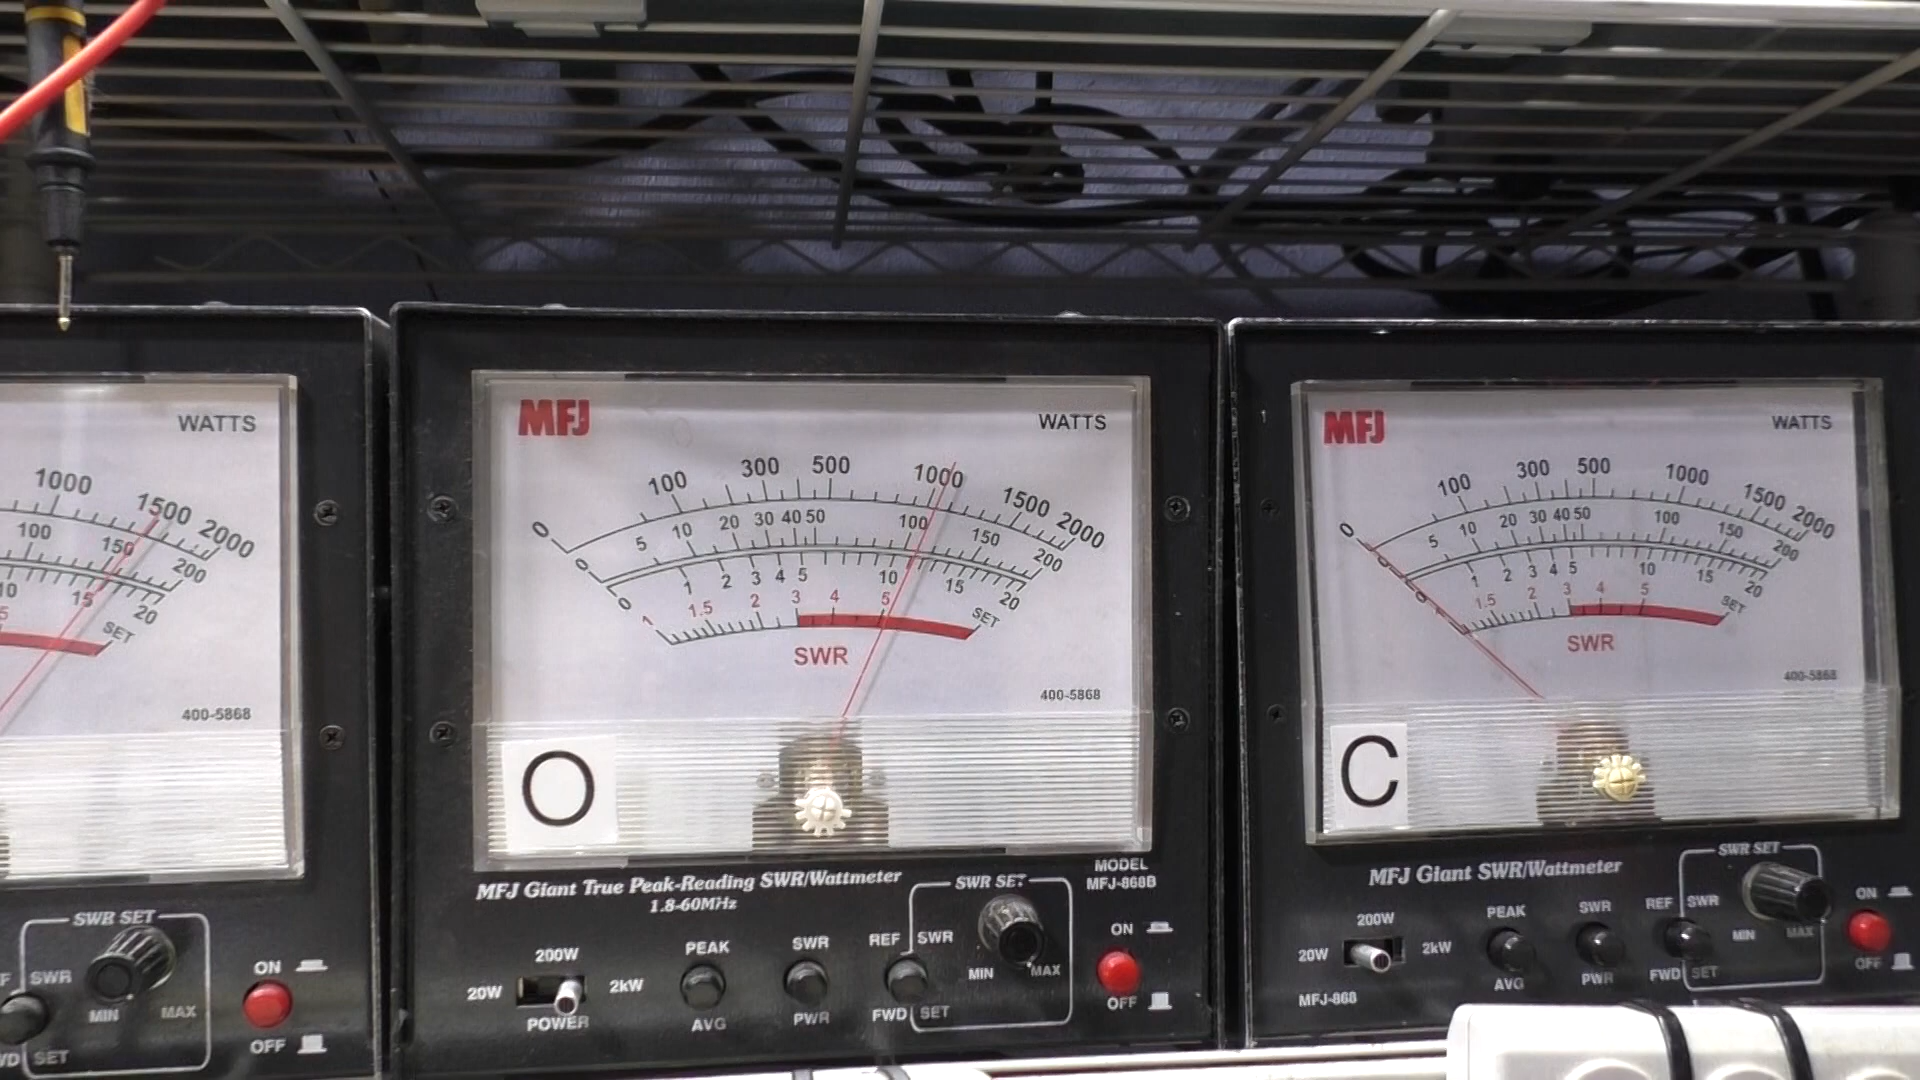 WATTS
1000 1500 2000
100 150 200
10 15 20
5 SET
400-5868
SWR SET
SWR
MIN MAX
SET
ON
OFF
MFJ WATTS
0 100 300 500 1000 1500 2000
0 5 10 20 30 40 50 100 150 200
0 1 2 3 4 5 10 15 20
1 1.5 2 3 4 5 SET
SWR
400-5868
O
MFJ Giant True Peak-Reading SWR/Wattmeter
1.8-60MHz
MODEL
MFJ-868B
200W
20W 2kW
POWER
PEAK
AVG
SWR
PWR
REF SWR
FWD SET
SWR SET
MIN MAX
ON
OFF
MFJ WATTS
0 100 300 500 1000 1500 2000
0 5 10 20 30 40 50 100 150 200
0 1 2 3 4 5 10 15 20
1.5 2 3 4 5 SET
SWR
400-5868
C
MFJ Giant SWR/Wattmeter
200W
20W 2kW
MFJ-868
PEAK
AVG
SWR
PWR
REF SWR
FWD SET
SWR SET
MIN MAX
ON
OFF